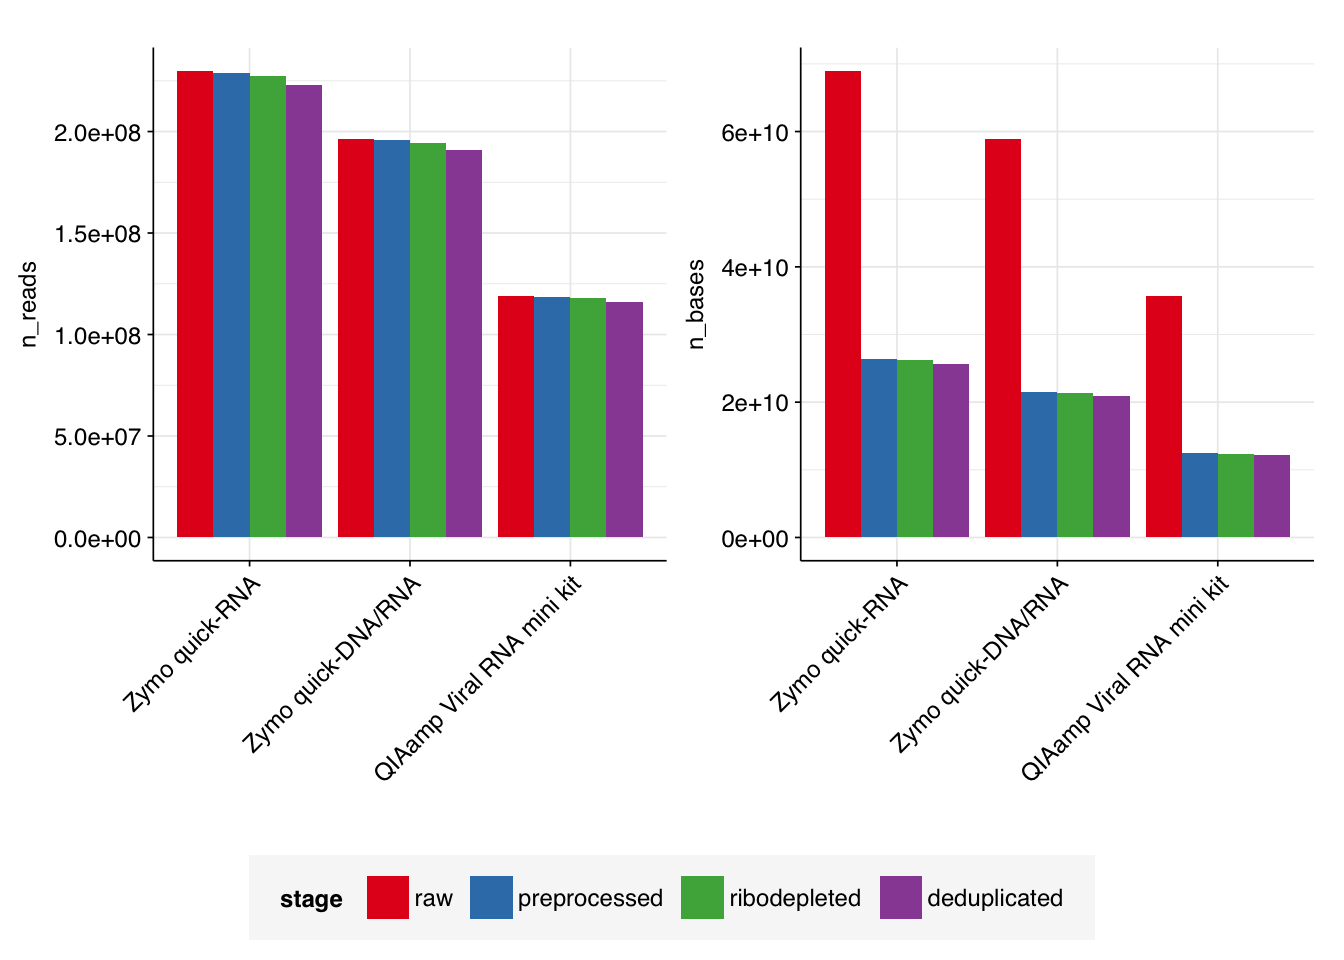 n_reads
2.0e+08
1.5e+08
1.0e+08
5.0e+07
0.0e+00
Zymo quick-RNA
Zymo quick-DNA/RNA
QIAamp Viral RNA mini kit
n_bases
6e+10
4e+10
2e+10
0e+00
Zymo quick-RNA
Zymo quick-DNA/RNA
QIAamp Viral RNA mini kit
stage raw preprocessed ribodepleted deduplicated